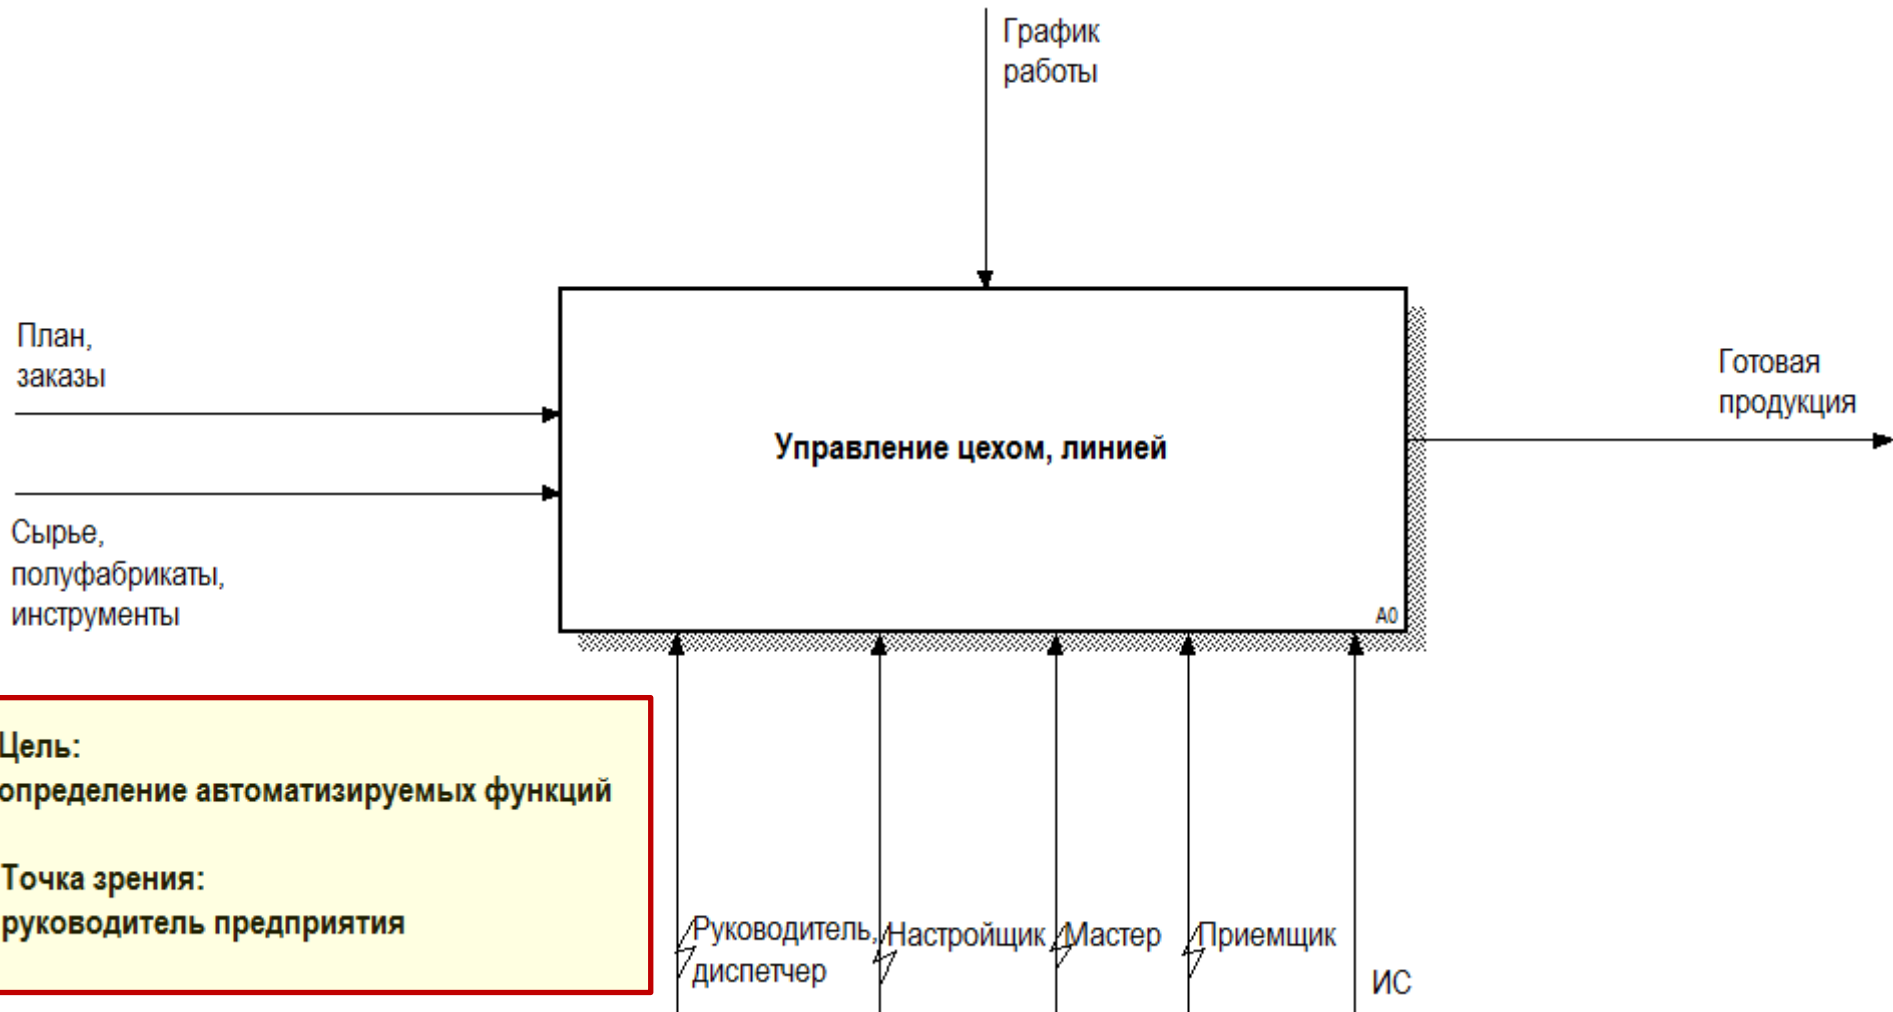 График
работы
План,
заказы
Сырье,
полуфабрикаты,
инструменты
Управление цехом, линией
A0
Готовая
продукция
Цель:
определение автоматизируемых функций
Точка зрения:
руководитель предприятия
Руководитель,
диспетчер
Настройщик
Мастер
Приемщик
ИС